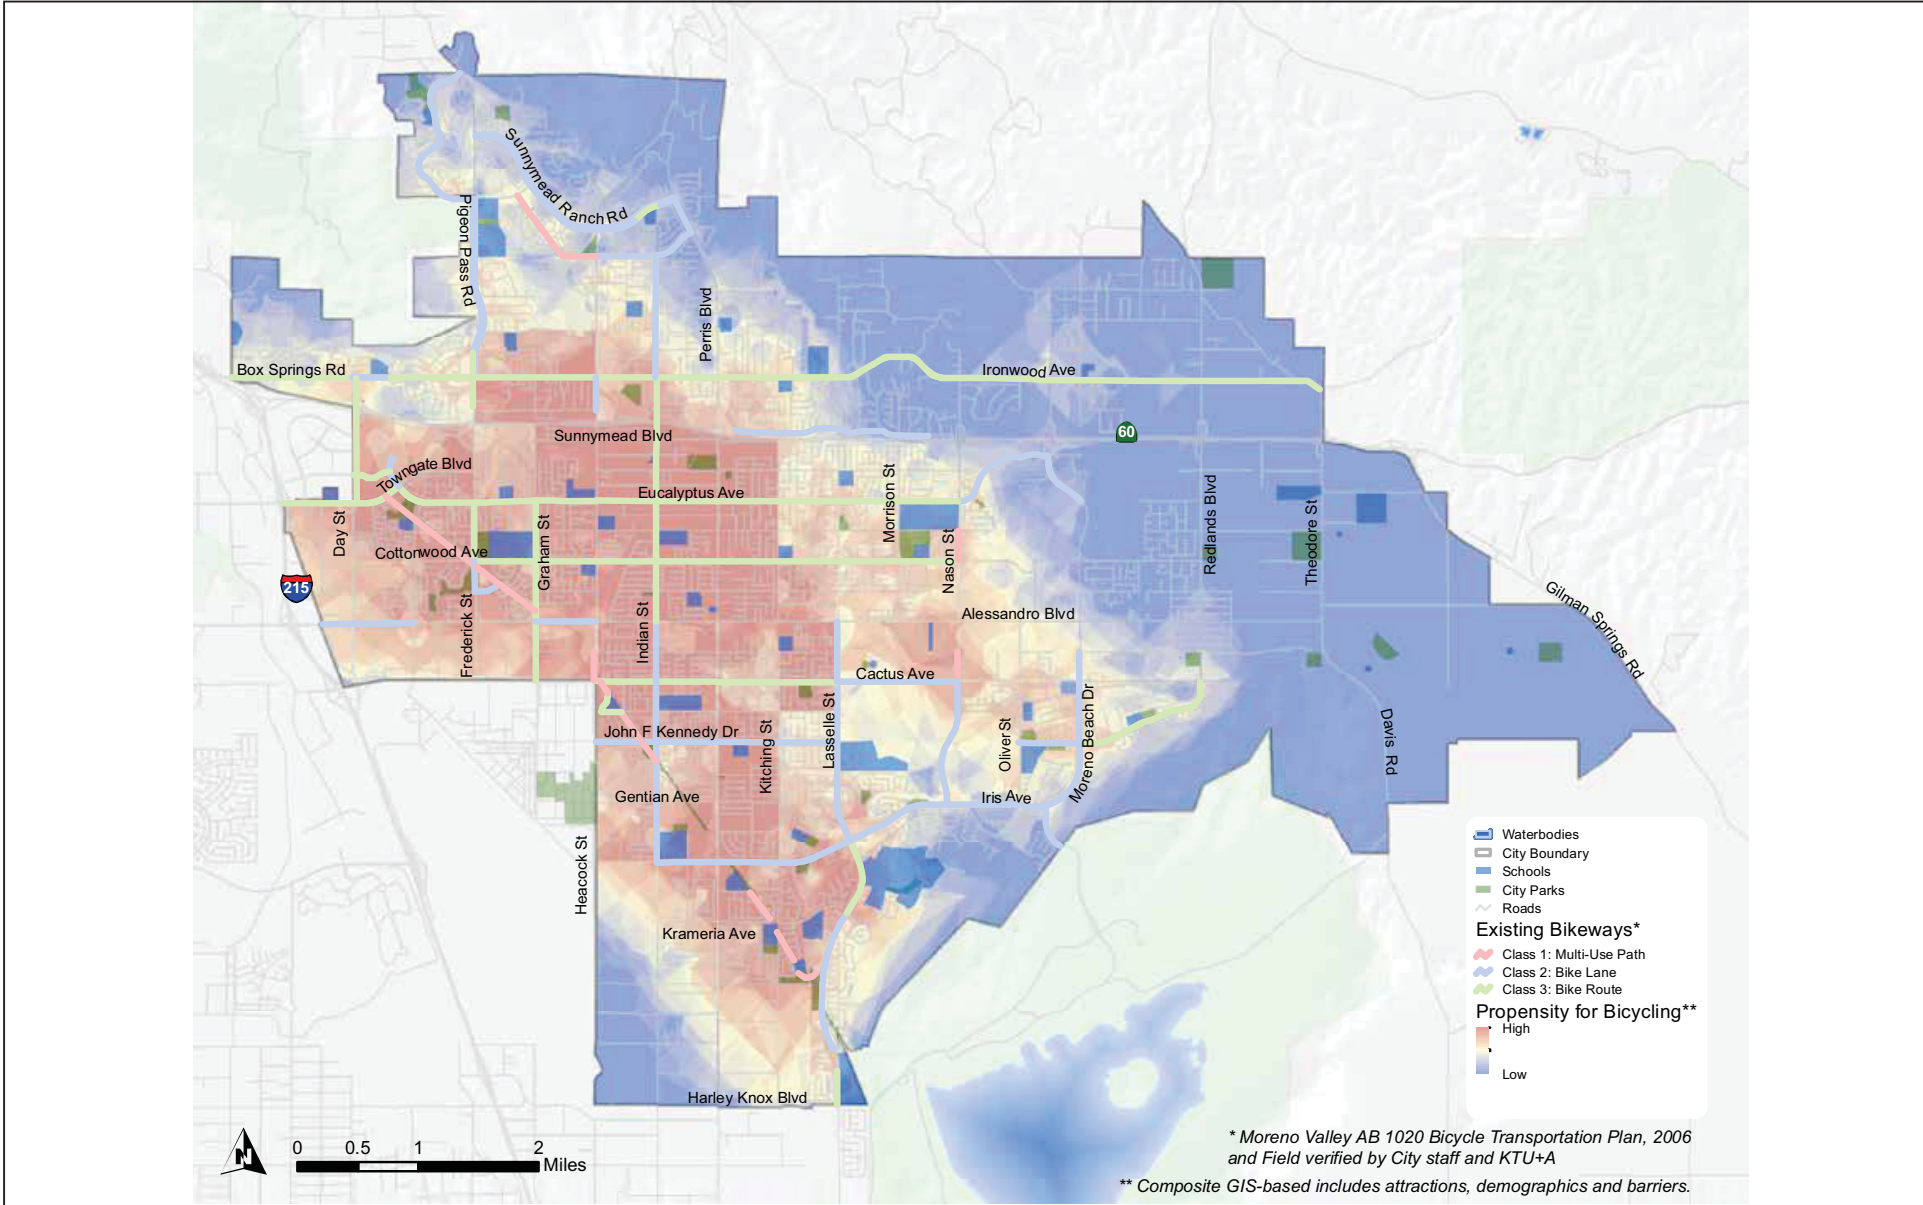 Sunnymead Ranch Rd
Pigeon Pass Rd
Perris Blvd
Box Springs Rd
Ironwood Ave
Sunnymead Blvd
60
Towngate Blvd
Eucalyptus Ave
Morrison St
Redlands Blvd
Theodore St
Day St
Cottonwood Ave
Graham St
Nason St
215
Frederick St
Indian St
Alessandro Blvd
Gilman Springs Rd
Cactus Ave
John F Kennedy Dr
Kitching St
Lasselle St
Oliver St
Moreno Beach Dr
Davis Rd
Gentian Ave
Iris Ave
Heacock St
Krameria Ave
Harley Knox Blvd
Waterbodies
City Boundary
Schools
City Parks
Roads
Existing Bikeways*
Class 1: Multi-Use Path
Class 2: Bike Lane
Class 3: Bike Route
Propensity for Bicycling**
High
Low
N
0 0.5 1 2
Miles
* Moreno Valley AB 1020 Bicycle Transportation Plan, 2006
and Field verified by City staff and KTU+A
** Composite GIS-based includes attractions, demographics and barriers.